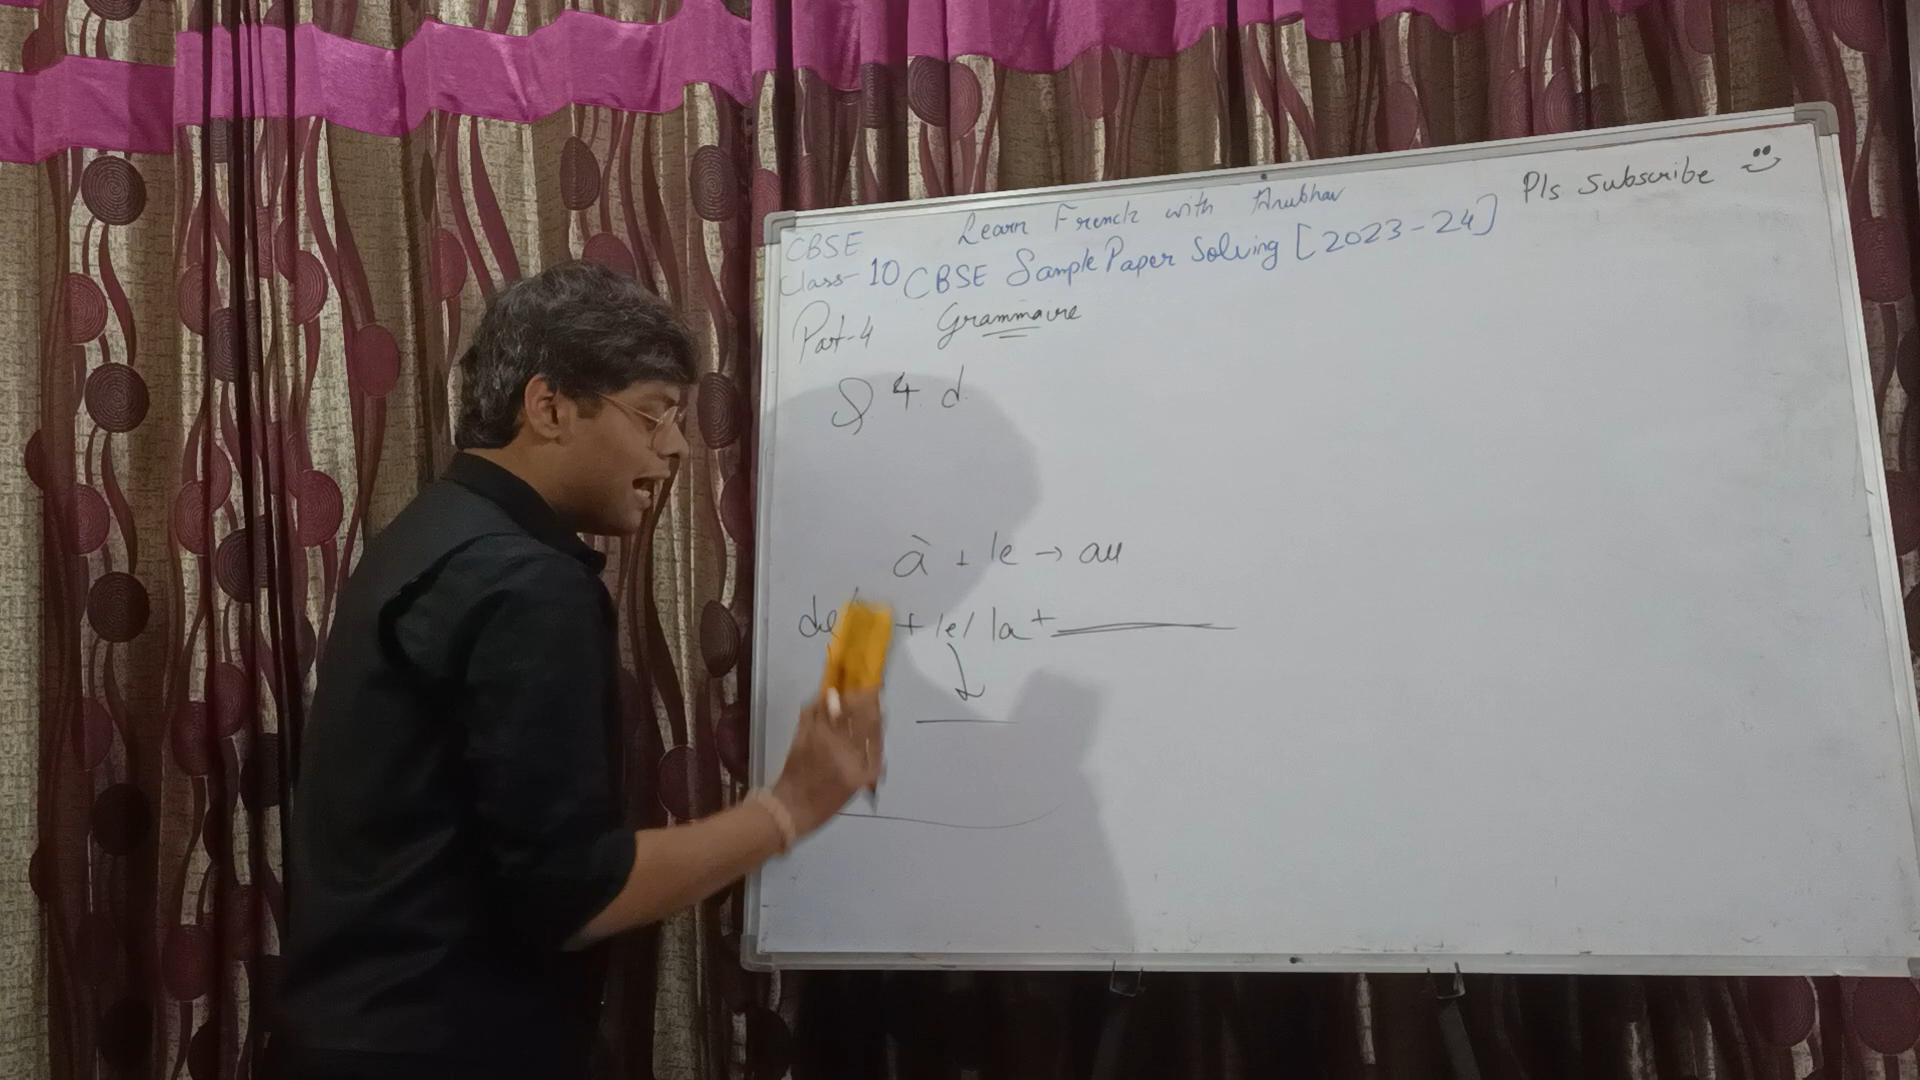 Learn French with Anubhav
Pls Subscribe
CBSE
Class-10 CBSE Sample Paper Solving [2023-24]
Part-4 Grammaire
Q 4 d.
à + le → au
de + le / la +